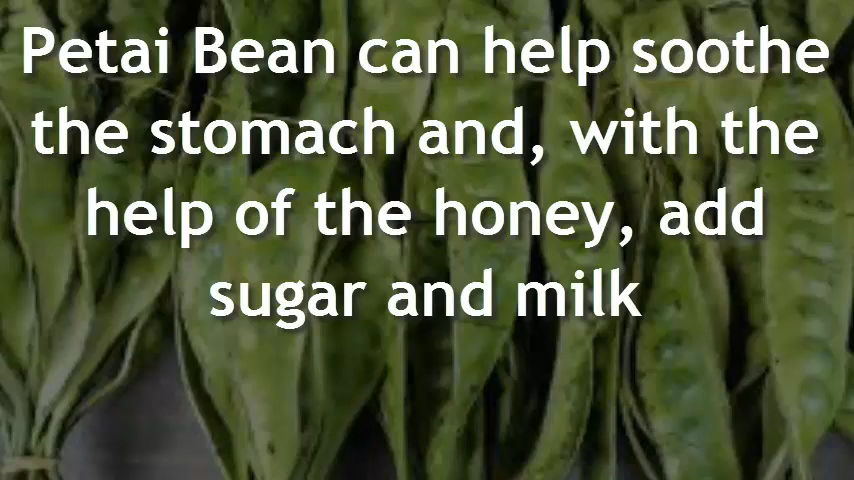 Petai Bean can help soothe
the stomach and, with the
help of the honey, add
sugar and milk